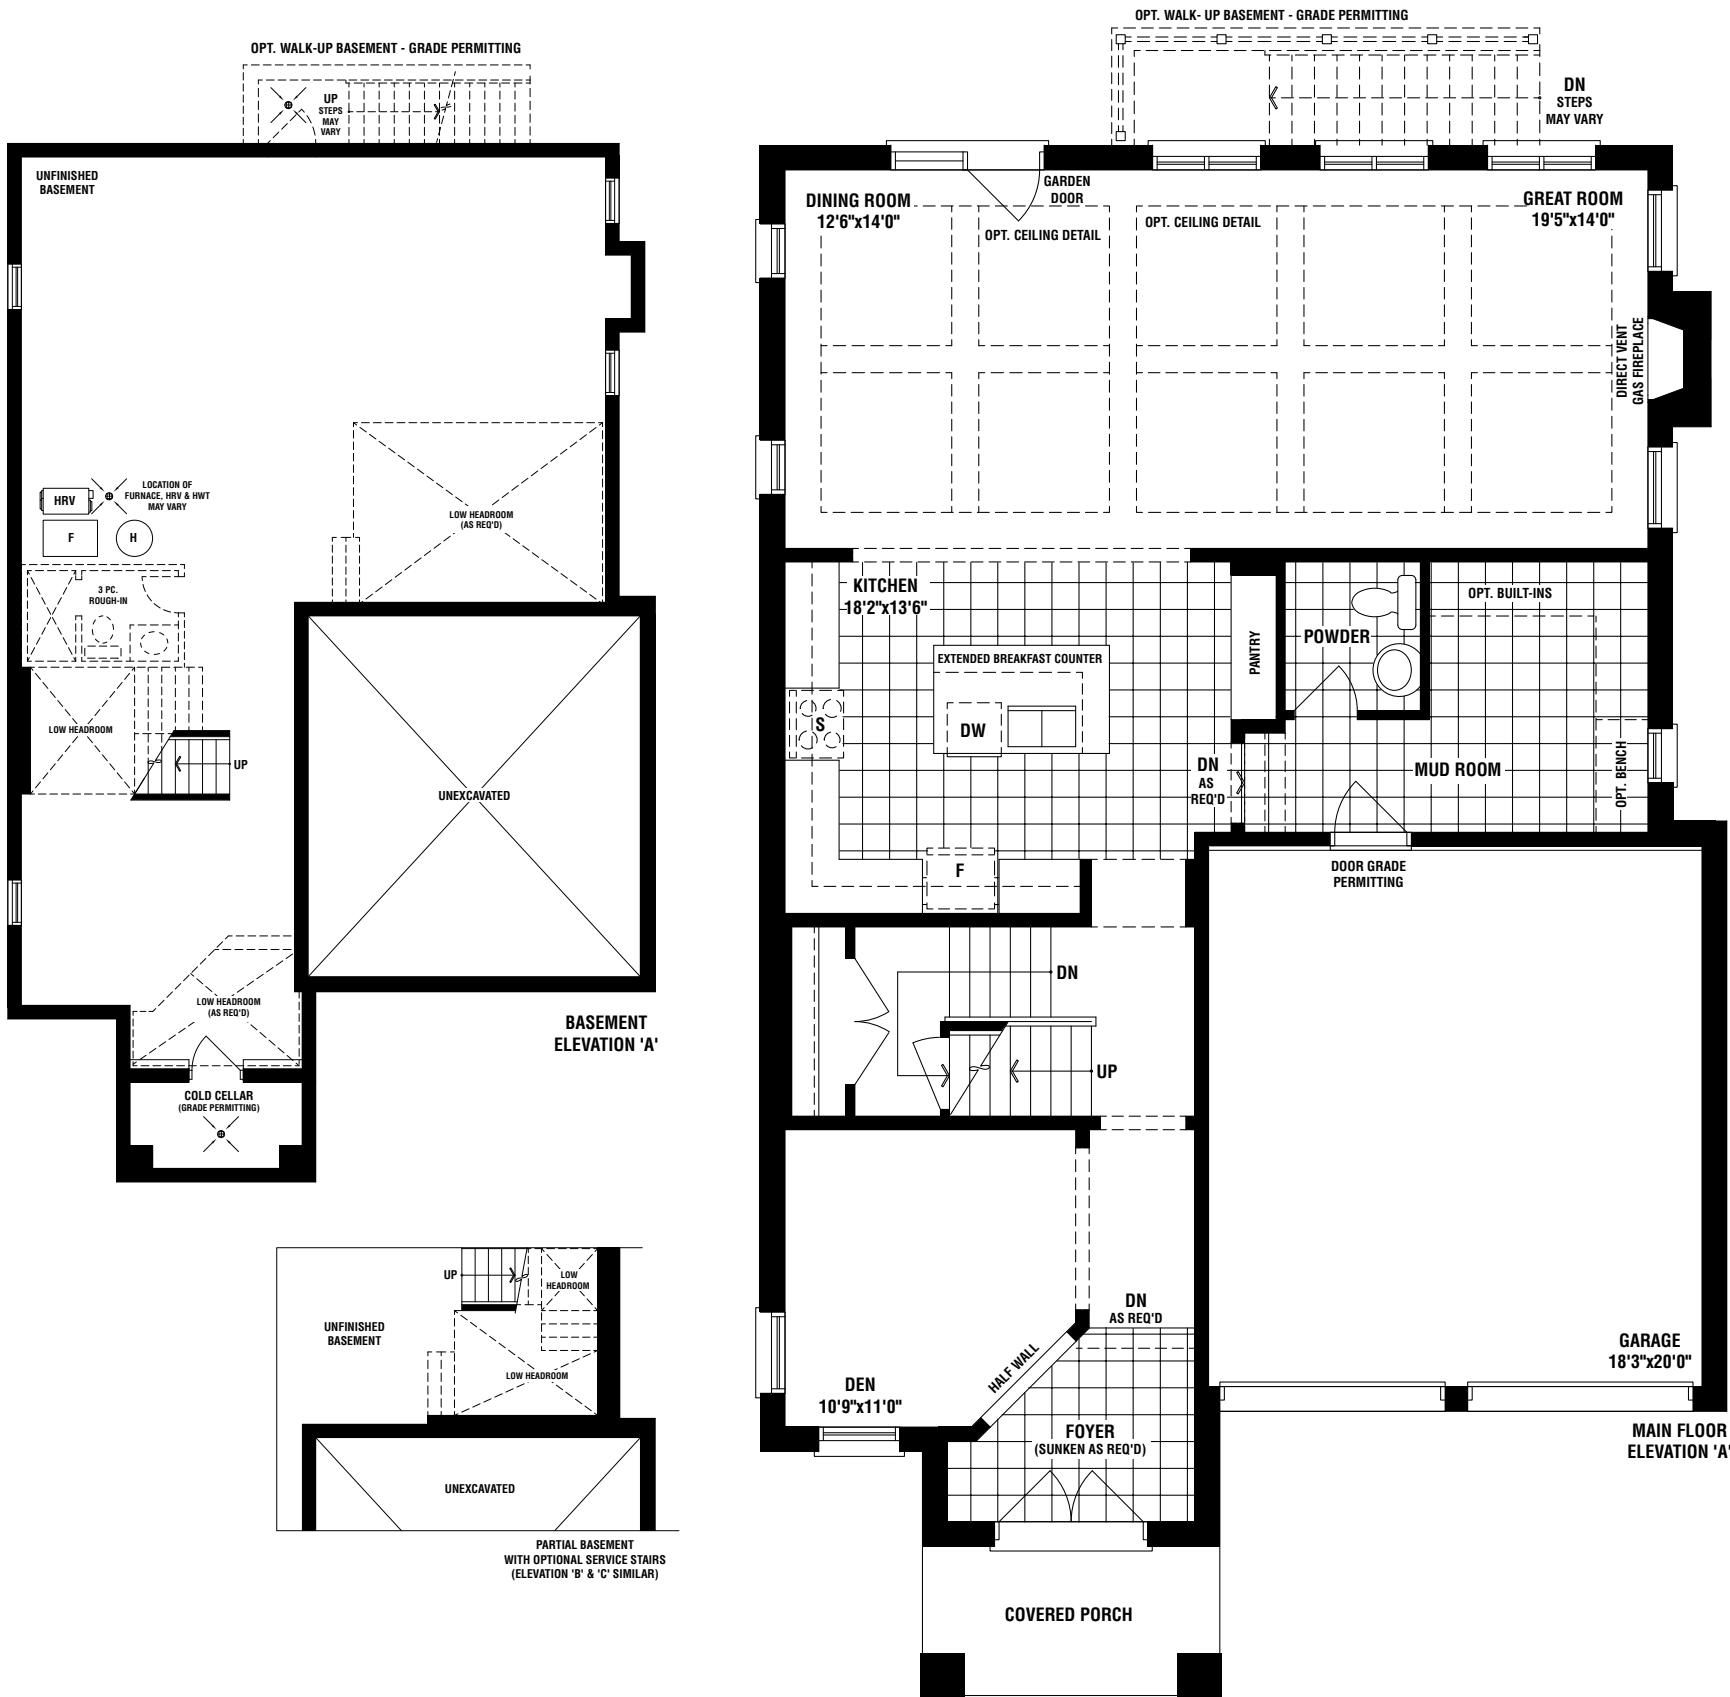 OPT. WALK-UP BASEMENT - GRADE PERMITTING
UP
STEPS
MAY
VARY
UNFINISHED
BASEMENT
HRV
LOCATION OF
FURNACE, HRV & HWT
MAY VARY
F
H
LOW HEADROOM
(AS REQ'D)
3 PC.
ROUGH-IN
LOW HEADROOM
UP
UNEXCAVATED
LOW HEADROOM
(AS REQ'D)
BASEMENT
ELEVATION 'A'
COLD CELLAR
(GRADE PERMITTING)
UP
LOW
HEADROOM
UNFINISHED
BASEMENT
LOW HEADROOM
UNEXCAVATED
PARTIAL BASEMENT
WITH OPTIONAL SERVICE STAIRS
(ELEVATION 'B' & 'C' SIMILAR)
OPT. WALK- UP BASEMENT - GRADE PERMITTING
DN
STEPS
MAY VARY
DINING ROOM
12'6"x14'0"
GARDEN
DOOR
OPT. CEILING DETAIL
OPT. CEILING DETAIL
GREAT ROOM
19'5"x14'0"
DIRECT VENT
GAS FIREPLACE
KITCHEN
18'2"x13'6"
EXTENDED BREAKFAST COUNTER
S
DW
PANTRY
POWDER
OPT. BUILT-INS
DN
AS
REQ'D
MUD ROOM
OPT. BENCH
F
DOOR GRADE
PERMITTING
DN
UP
DN
AS REQ'D
HALF WALL
DEN
10'9"x11'0"
FOYER
(SUNKEN AS REQ'D)
GARAGE
18'3"x20'0"
MAIN FLOOR
ELEVATION 'A'
COVERED PORCH